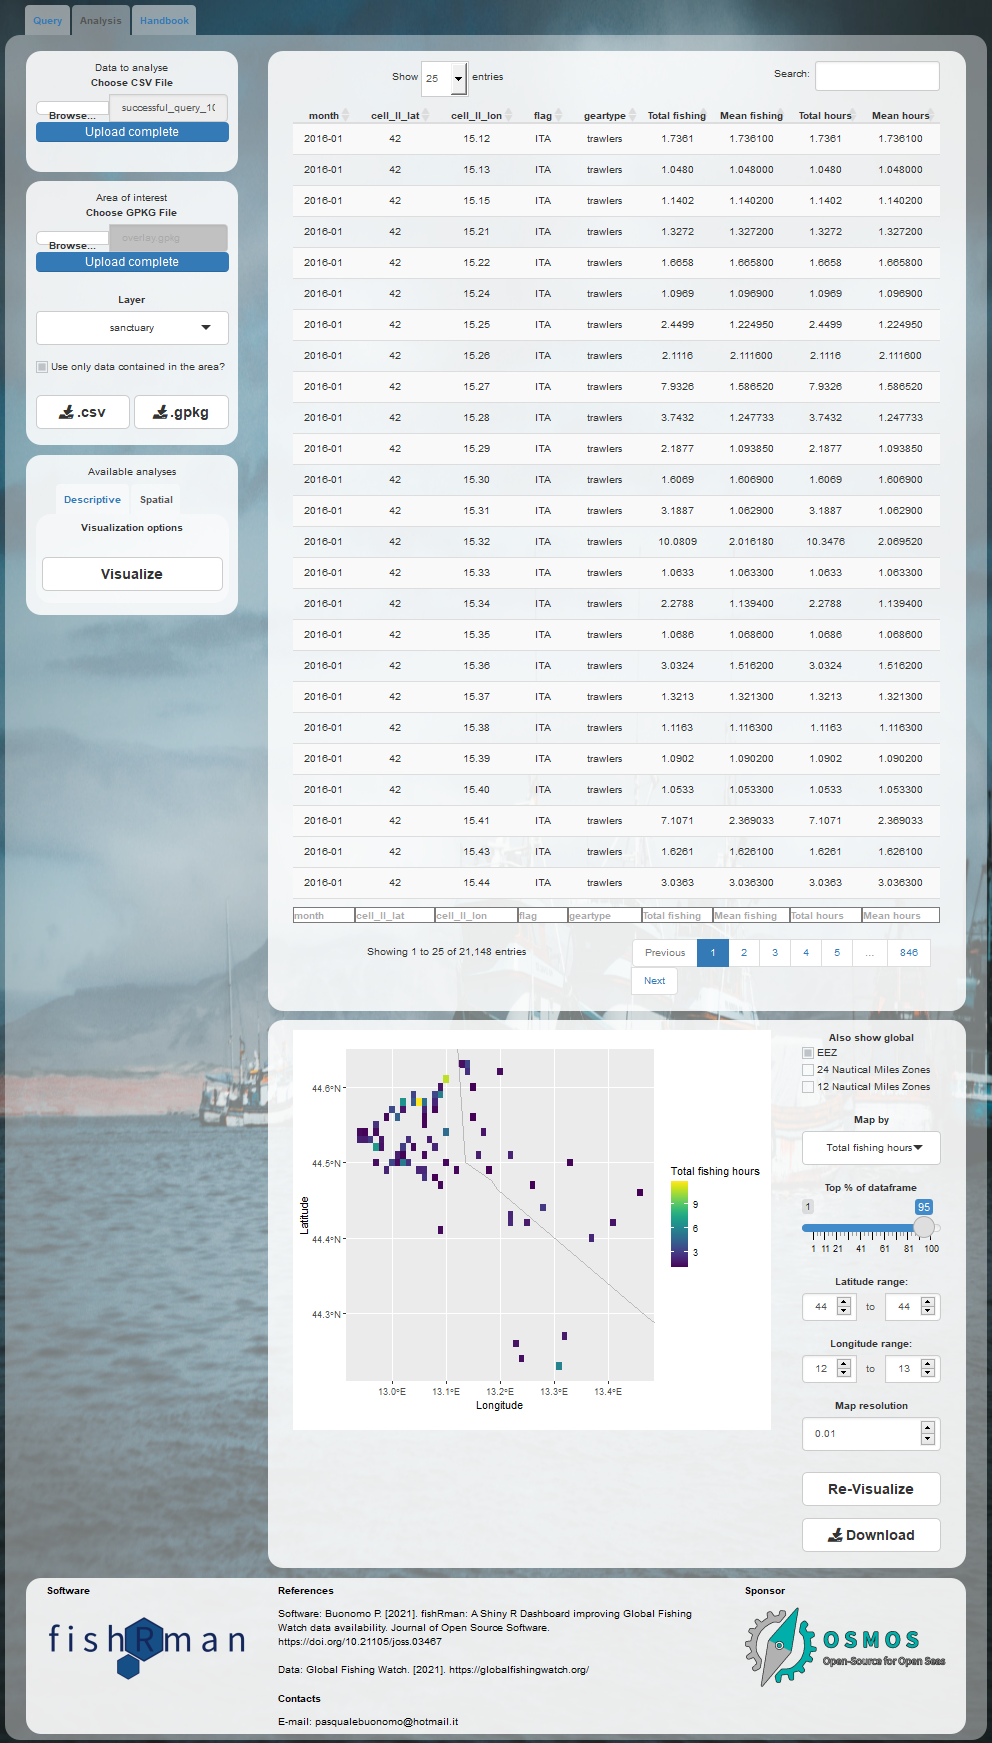 Query Analysis Handbook
Data to analyse
Choose CSV File
Browse... successful_query_10
Upload complete
Area of interest
Choose GPKG File
Browse... overlay.gpkg
Upload complete
Layer
sanctuary
Use only data contained in the area?
.csv .gpkg
Available analyses
Descriptive Spatial
Visualization options
Visualize
Show 25 entries Search:
month cell_ll_lat cell_ll_lon flag geartype Total fishing Mean fishing Total hours Mean hours
2016-01 42 15.12 ITA trawlers 1.7361 1.736100 1.7361 1.736100
2016-01 42 15.13 ITA trawlers 1.0480 1.048000 1.0480 1.048000
2016-01 42 15.15 ITA trawlers 1.1402 1.140200 1.1402 1.140200
2016-01 42 15.21 ITA trawlers 1.3272 1.327200 1.3272 1.327200
2016-01 42 15.22 ITA trawlers 1.6658 1.665800 1.6658 1.665800
2016-01 42 15.24 ITA trawlers 1.0969 1.096900 1.0969 1.096900
2016-01 42 15.25 ITA trawlers 2.4499 1.224950 2.4499 1.224950
2016-01 42 15.26 ITA trawlers 2.1116 2.111600 2.1116 2.111600
2016-01 42 15.27 ITA trawlers 7.9326 1.586520 7.9326 1.586520
2016-01 42 15.28 ITA trawlers 3.7432 1.247733 3.7432 1.247733
2016-01 42 15.29 ITA trawlers 2.1877 1.093850 2.1877 1.093850
2016-01 42 15.30 ITA trawlers 1.6069 1.606900 1.6069 1.606900
2016-01 42 15.31 ITA trawlers 3.1887 1.062900 3.1887 1.062900
2016-01 42 15.32 ITA trawlers 10.0809 2.016180 10.3476 2.069520
2016-01 42 15.33 ITA trawlers 1.0633 1.063300 1.0633 1.063300
2016-01 42 15.34 ITA trawlers 2.2788 1.139400 2.2788 1.139400
2016-01 42 15.35 ITA trawlers 1.0686 1.068600 1.0686 1.068600
2016-01 42 15.36 ITA trawlers 3.0324 1.516200 3.0324 1.516200
2016-01 42 15.37 ITA trawlers 1.3213 1.321300 1.3213 1.321300
2016-01 42 15.38 ITA trawlers 1.1163 1.116300 1.1163 1.116300
2016-01 42 15.39 ITA trawlers 1.0902 1.090200 1.0902 1.090200
2016-01 42 15.40 ITA trawlers 1.0533 1.053300 1.0533 1.053300
2016-01 42 15.41 ITA trawlers 7.1071 2.369033 7.1071 2.369033
2016-01 42 15.43 ITA trawlers 1.6261 1.626100 1.6261 1.626100
2016-01 42 15.44 ITA trawlers 3.0363 3.036300 3.0363 3.036300
month cell_ll_lat cell_ll_lon flag geartype Total fishing Mean fishing Total hours Mean hours
Showing 1 to 25 of 21,148 entries Previous 1 2 3 4 5 ... 846
Next
44.6°N
44.5°N
44.4°N
44.3°N
Latitude
13.0°E 13.1°E 13.2°E 13.3°E 13.4°E
Longitude
Total fishing hours
9
6
3
Also show global
EEZ
24 Nautical Miles Zones
12 Nautical Miles Zones
Map by
Total fishing hours
Top % of dataframe
1 95
1 11 21 41 61 81 100
Latitude range:
44 to 44
Longitude range:
12 to 13
Map resolution
0.01
Re-Visualize
Download
Software
fishRman
References
Software: Buonomo P. [2021]. fishRman: A Shiny R Dashboard improving Global Fishing
Watch data availability. Journal of Open Source Software.
https://doi.org/10.21105/joss.03467
Data: Global Fishing Watch. [2021]. https://globalfishingwatch.org/
Contacts
E-mail: pasqualebuonomo@hotmail.it
Sponsor
OSMOS
Open-Source for Open Seas